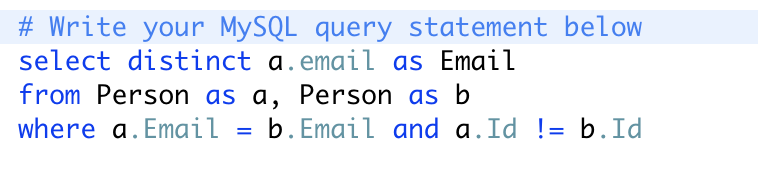 # Write your MySQL query statement below
select distinct a.email as Email
from Person as a, Person as b
where a.Email = b.Email and a.Id != b.Id